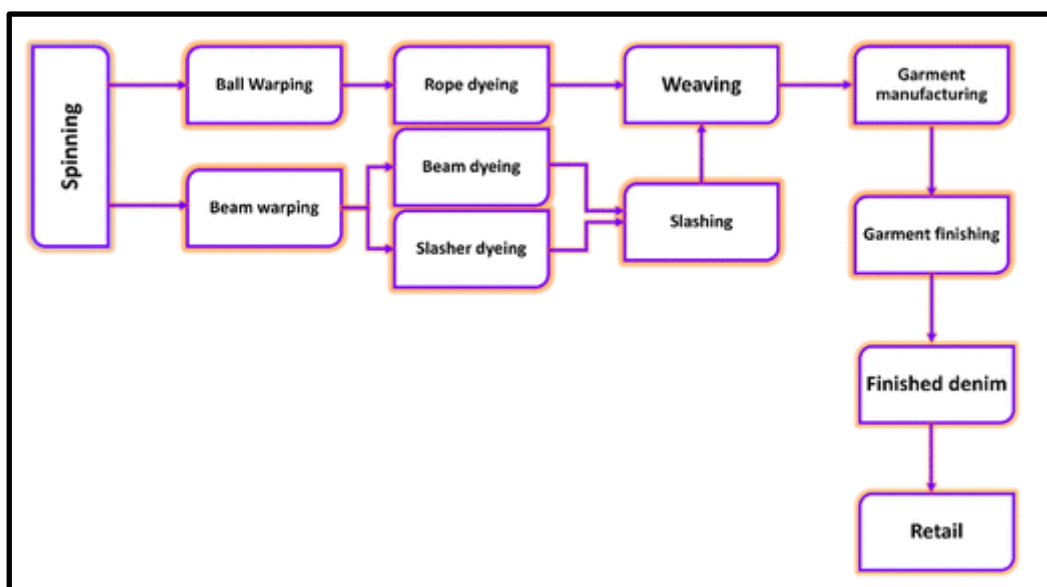 Spinning
Ball Warping
Rope dyeing
Weaving
Garment
manufacturing
Beam warping
Beam dyeing
Slasher dyeing
Slashing
Garment finishing
Finished denim
Retail